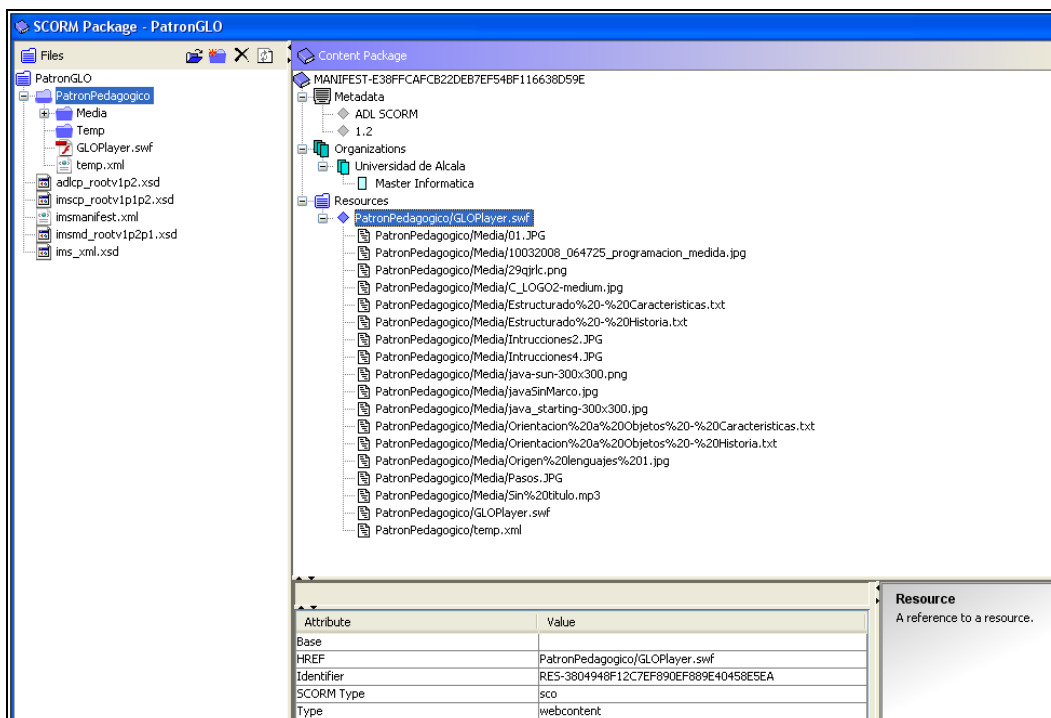 SCORM Package - PatronGLO
Files
PatronGLO
PatronPedagogico
Media
Temp
GLOPlayer.swf
temp.xml
adlcp_rootv1p2.xsd
imscp_rootv1p1p2.xsd
imsmanifest.xml
imsmd_rootv1p2p1.xsd
ims_xml.xsd
Content Package
MANIFEST-E38FFCAFCB22DEB7EF54BF116638D59E
Metadata
ADL SCORM
1.2
Organizations
Universidad de Alcala
Master Informatica
Resources
PatronPedagogico/GLOPlayer.swf
PatronPedagogico/Media/01.JPG
PatronPedagogico/Media/10032008_064725_programacion_medida.jpg
PatronPedagogico/Media/29qjrlc.png
PatronPedagogico/Media/C_LOGO2-medium.jpg
PatronPedagogico/Media/Estructurado%20-%20Caracteristicas.txt
PatronPedagogico/Media/Estructurado%20-%20Historia.txt
PatronPedagogico/Media/Intrucciones2.JPG
PatronPedagogico/Media/Intrucciones4.JPG
PatronPedagogico/Media/java-sun-300x300.png
PatronPedagogico/Media/javaSinMarco.jpg
PatronPedagogico/Media/java_starting-300x300.jpg
PatronPedagogico/Media/Orientacion%20a%20Objetos%20-%20Caracteristicas.txt
PatronPedagogico/Media/Orientacion%20a%20Objetos%20-%20Historia.txt
PatronPedagogico/Media/Origen%20lenguajes%201.jpg
PatronPedagogico/Media/Pasos.JPG
PatronPedagogico/Media/Sin%20titulo.mp3
PatronPedagogico/GLOPlayer.swf
PatronPedagogico/temp.xml
Attribute Value
Base
HREF PatronPedagogico/GLOPlayer.swf
Identifier RES-3804948F12C7EF890EF889E40458E5EA
SCORM Type sco
Type webcontent
Resource
A reference to a resource.